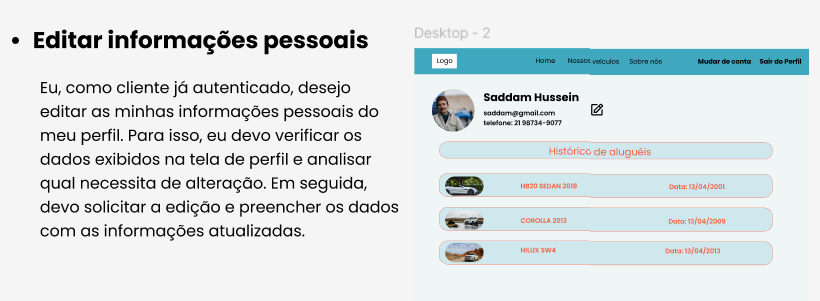 • Editar informações pessoais
Eu, como cliente já autenticado, desejo
editar as minhas informações pessoais do
meu perfil. Para isso, eu devo verificar os
dados exibidos na tela de perfil e analisar
qual necessita de alteração. Em seguida,
devo solicitar a edição e preencher os dados
com as informações atualizadas.
Desktop - 2
Logo Home Nossos veículos Sobre nós Mudar de conta Sair do Perfil
Saddam Hussein
saddam@gmail.com
telefone: 21 98734-9077
Histórico de aluguéis
HB20 SEDAN 2018 Data: 13/04/2001
COROLLA 2013 Data: 13/04/2009
HILUX SW4 Data: 13/04/2013